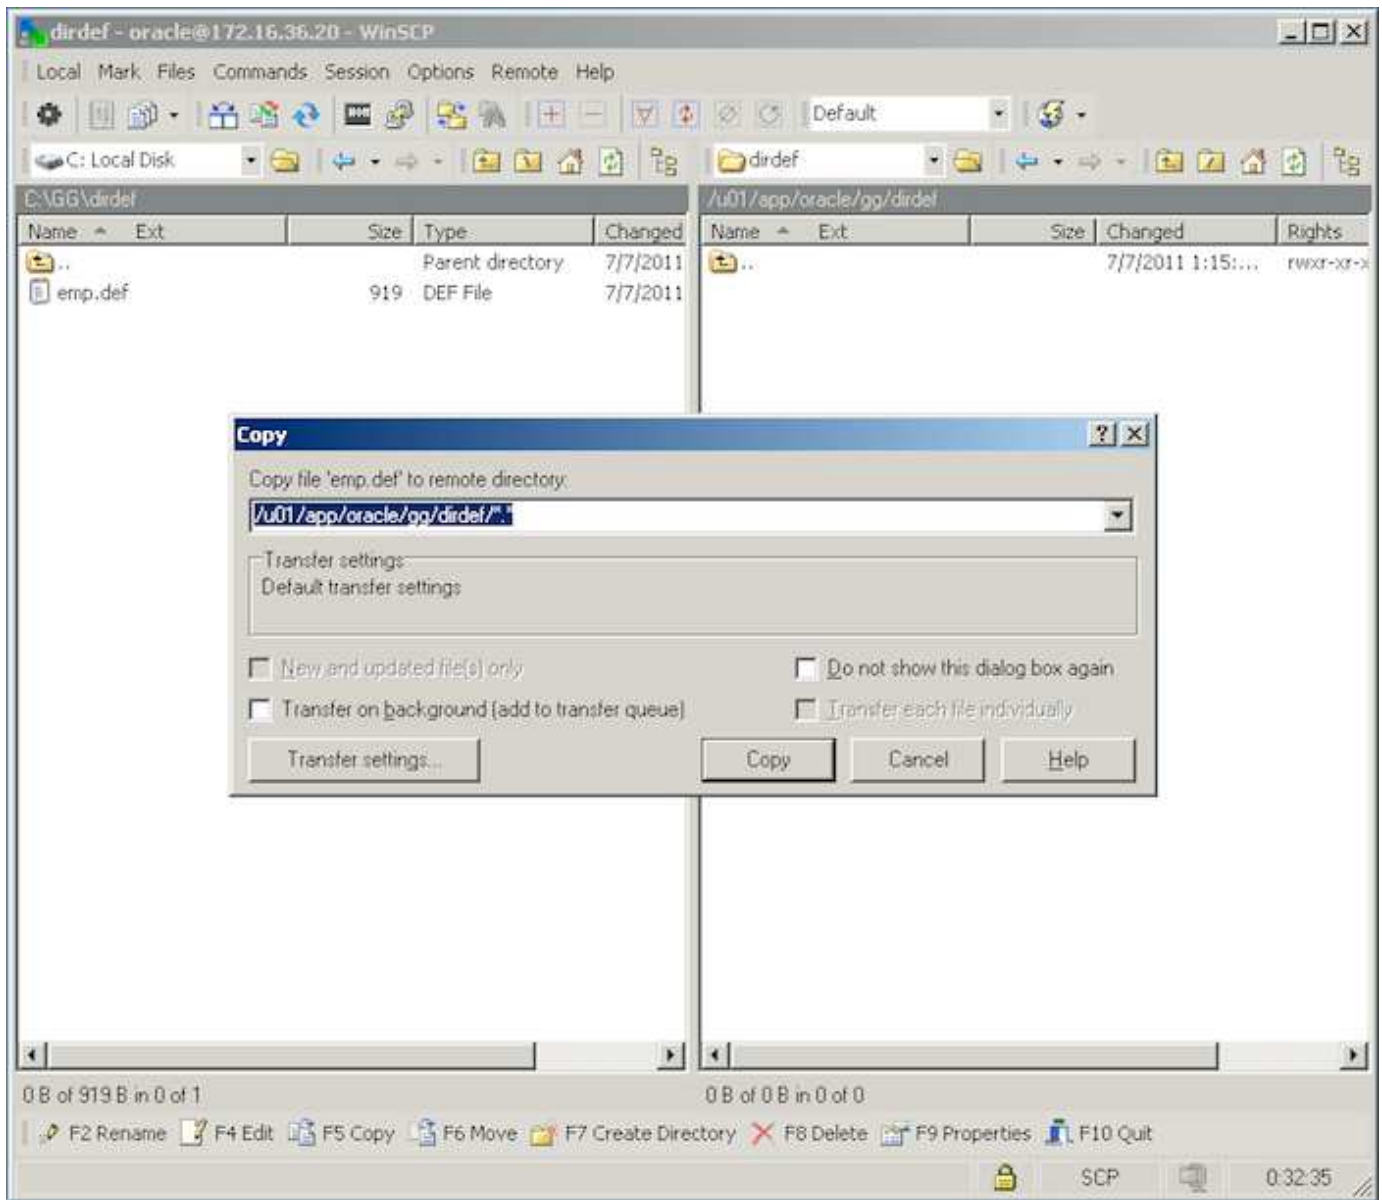 dirdef - oracle@172.16.36.20 - WinSCP
Local Mark Files Commands Session Options Remote Help
Default
C: Local Disk dirdef
C:\GG\dirdef /u01/app/oracle/gg/dirdef
Name Ext Size Type Changed Name Ext Size Changed Rights
.. Parent directory 7/7/2011 .. 7/7/2011 1:15:... rwxr-xr-x
emp.def 919 DEF File 7/7/2011
Copy
Copy file 'emp.def' to remote directory:
/u01/app/oracle/gg/dirdef/*.*
Transfer settings
Default transfer settings
New and updated file(s) only Do not show this dialog box again
Transfer on background (add to transfer queue) Transfer each file individually
Transfer settings... Copy Cancel Help
0 B of 919 B in 0 of 1 0 B of 0 B in 0 of 0
F2 Rename F4 Edit F5 Copy F6 Move F7 Create Directory F8 Delete F9 Properties F10 Quit
SCP 0:32:35